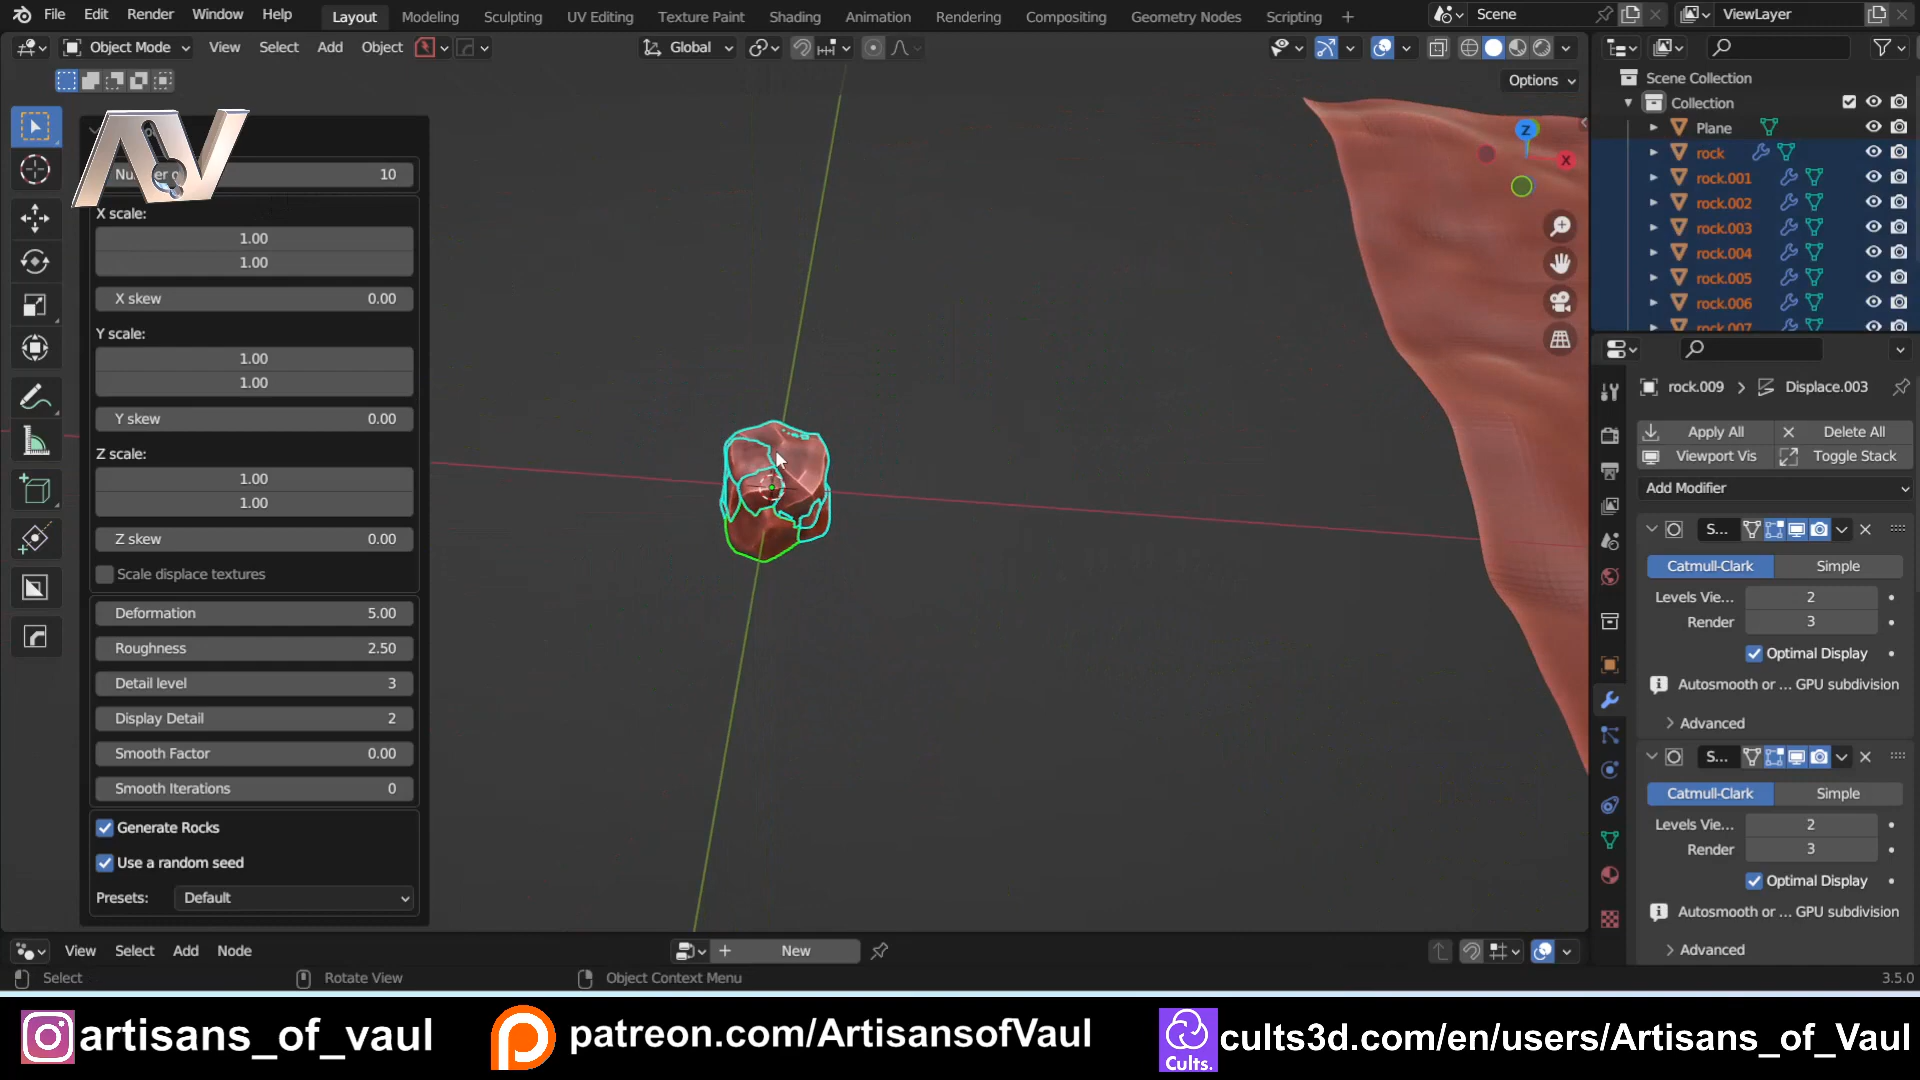 File Edit Render Window Help Layout Modeling Sculpting UV Editing Texture Paint Shading Animation Rendering Compositing Geometry Nodes Scripting + Scene ViewLayer
Object Mode View Select Add Object Global
Options
Scene Collection
Collection
Plane
rock
rock.001
rock.002
rock.003
rock.004
rock.005
rock.006
rock.007
Z
X
AV
10
X scale:
1.00
1.00
X skew 0.00
Y scale:
1.00
1.00
Y skew 0.00
Z scale:
1.00
1.00
Z skew 0.00
Scale displace textures
Deformation 5.00
Roughness 2.50
Detail level 3
Display Detail 2
Smooth Factor 0.00
Smooth Iterations 0
Generate Rocks
Use a random seed
Presets: Default
rock.009 > Displace.003
Apply All Delete All
Viewport Vis Toggle Stack
Add Modifier
S...
Catmull-Clark Simple
Levels Vie... 2
Render 3
Optimal Display
Autosmooth or ... GPU subdivision
Advanced
S...
Catmull-Clark Simple
Levels Vie... 2
Render 3
Optimal Display
Autosmooth or ... GPU subdivision
Advanced
View Select Add Node + New
Select Rotate View Object Context Menu 3.5.0
artisans_of_vaul patreon.com/ArtisansofVaul Cults. cults3d.com/en/users/Artisans_of_Vaul